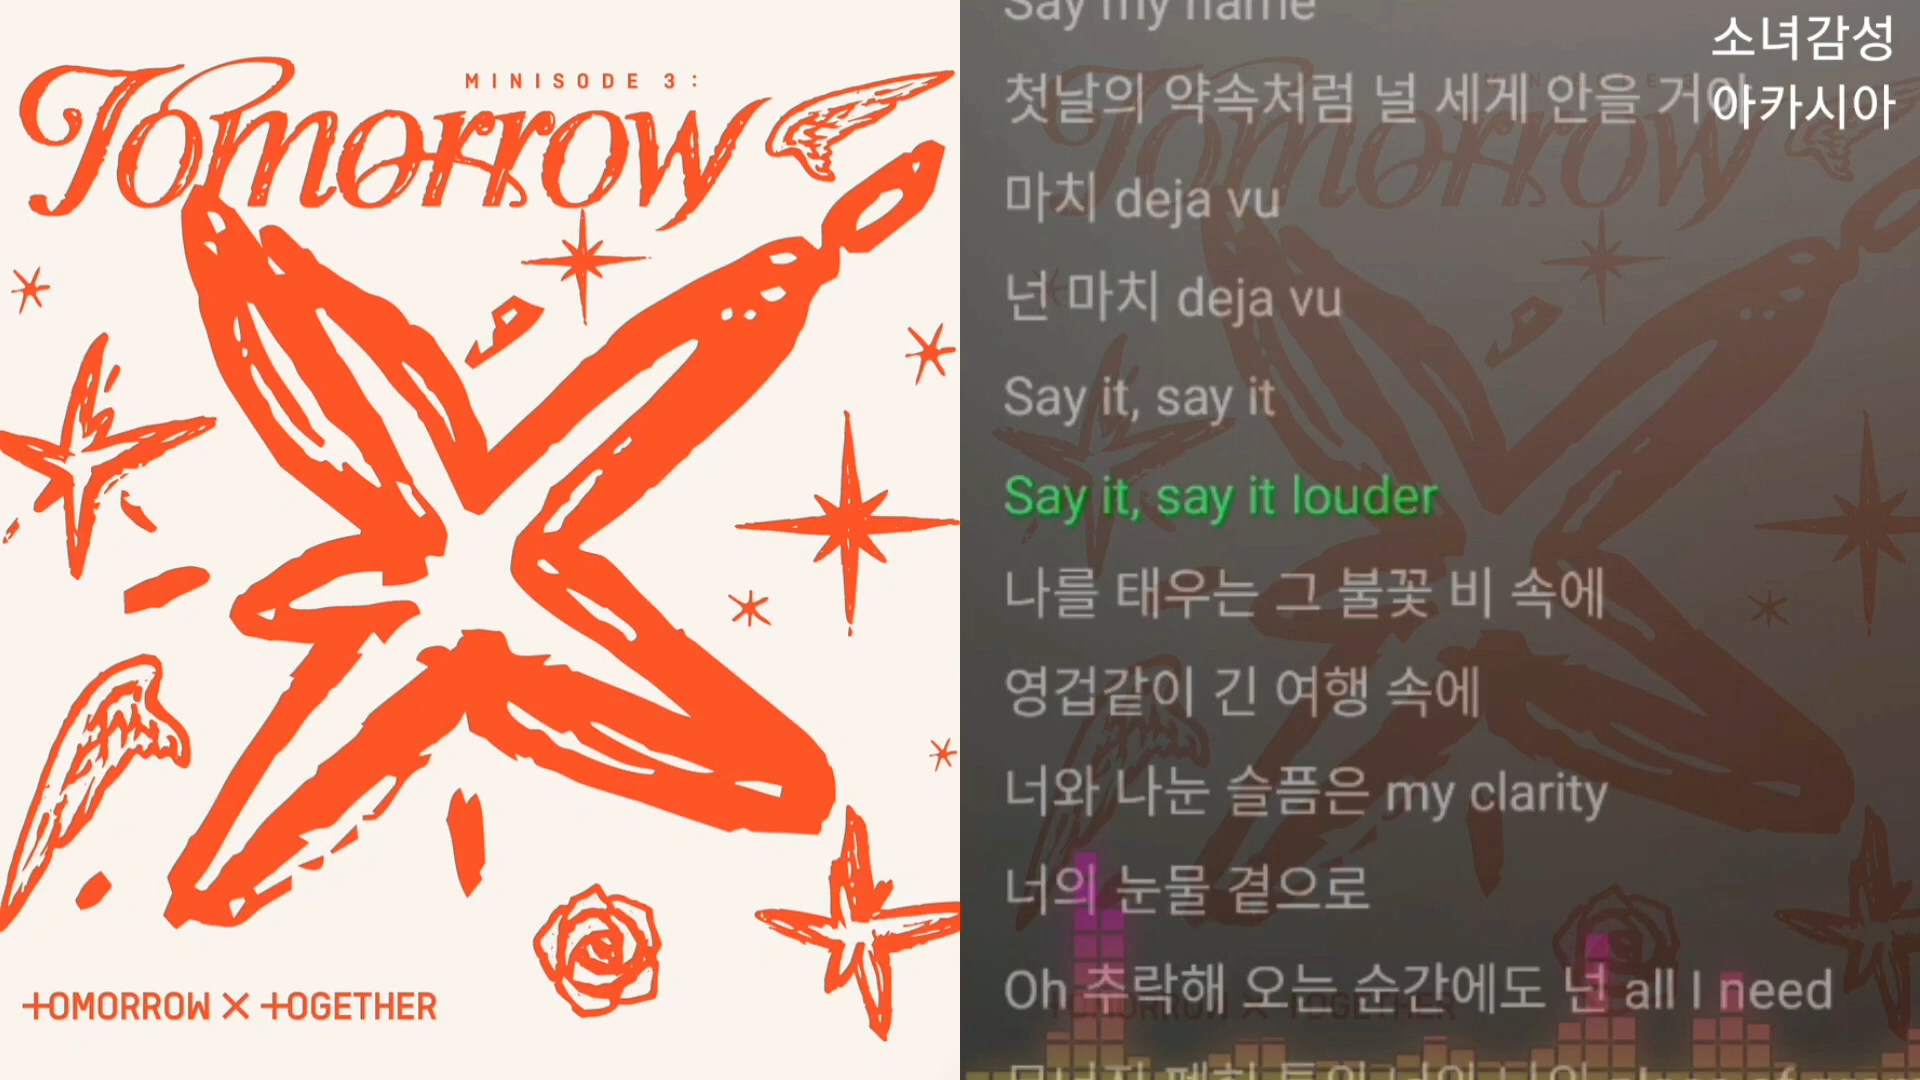 MINISODE 3:
Tomorrow
TOMORROW X TOGETHER
소녀감성
아카시아
Say my name
첫날의 약속처럼 널 세게 안을 거야
마치 deja vu
넌 마치 deja vu
Say it, say it
Say it, say it louder
나를 태우는 그 불꽃 비 속에
영겁같이 긴 여행 속에
너와 나눈 슬픔은 my clarity
너의 눈물 곁으로
Oh 추락해 오는 순간에도 넌 all I need